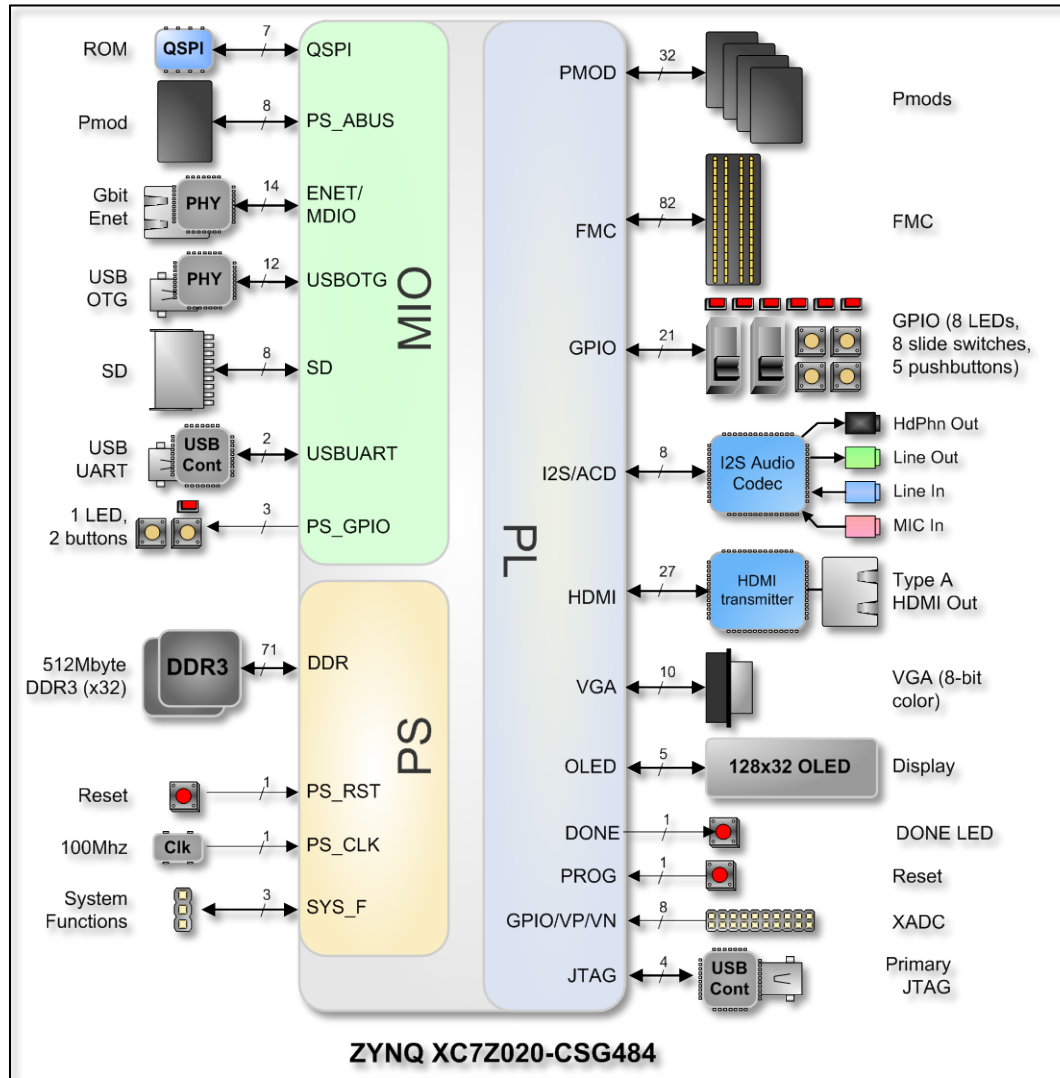 ROM
QSPI
7
QSPI
Pmod
8
PS_ABUS
Gbit
Enet
PHY
14
ENET/
MDIO
USB
OTG
PHY
12
USBOTG
SD
8
SD
USB
UART
USB
Cont
2
USBUART
1 LED,
2 buttons
3
PS_GPIO
MIO
512Mbyte
DDR3 (x32)
DDR3
71
DDR
Reset
1
PS_RST
100Mhz
Clk
1
PS_CLK
System
Functions
3
SYS_F
PS
PL
PMOD
32
Pmods
FMC
82
FMC
GPIO
21
GPIO (8 LEDs,
8 slide switches,
5 pushbuttons)
I2S/ACD
8
I2S Audio
Codec
HdPhn Out
Line Out
Line In
MIC In
HDMI
27
HDMI
transmitter
Type A
HDMI Out
VGA
10
VGA (8-bit
color)
OLED
5
128x32 OLED
Display
DONE
1
DONE LED
PROG
1
Reset
GPIO/VP/VN
8
XADC
JTAG
4
USB
Cont
Primary
JTAG
ZYNQ XC7Z020-CSG484